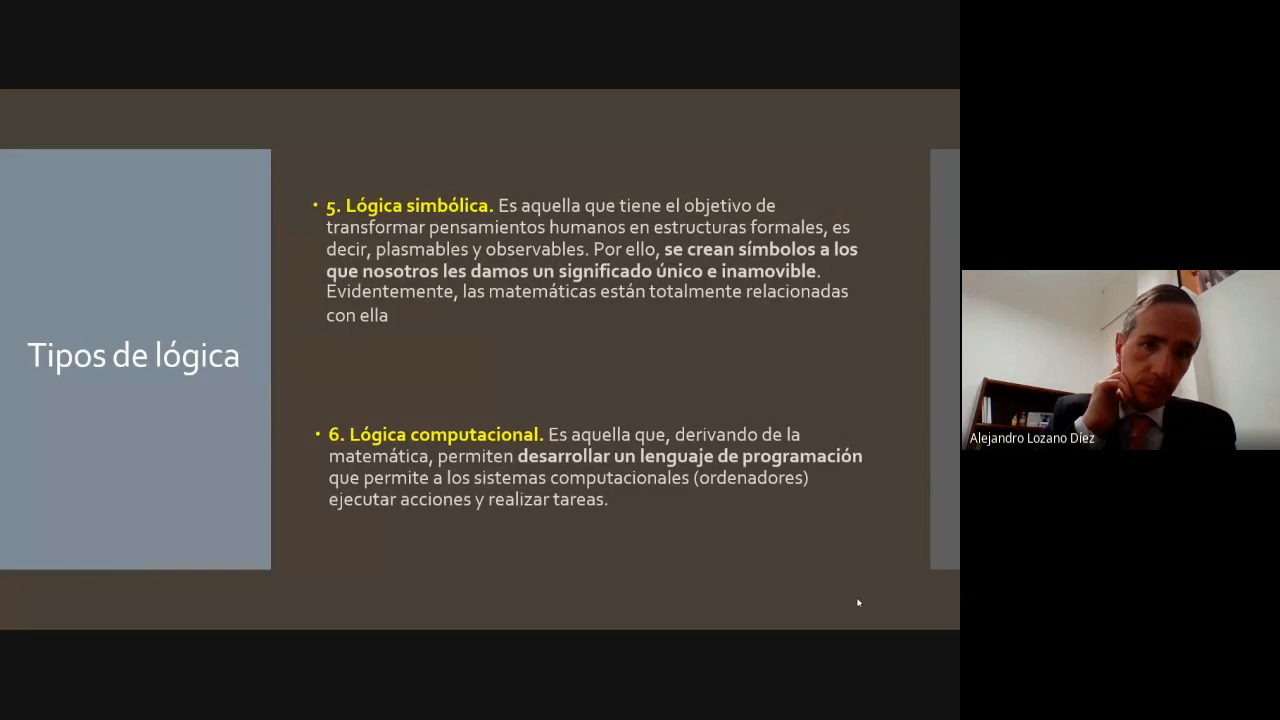 Tipos de lógica
• 5. Lógica simbólica. Es aquella que tiene el objetivo de
transformar pensamientos humanos en estructuras formales, es
decir, plasmables y observables. Por ello, se crean símbolos a los
que nosotros les damos un significado único e inamovible.
Evidentemente, las matemáticas están totalmente relacionadas
con ella
• 6. Lógica computacional. Es aquella que, derivando de la
matemática, permiten desarrollar un lenguaje de programación
que permite a los sistemas computacionales (ordenadores)
ejecutar acciones y realizar tareas.
Alejandro Lozano Díez